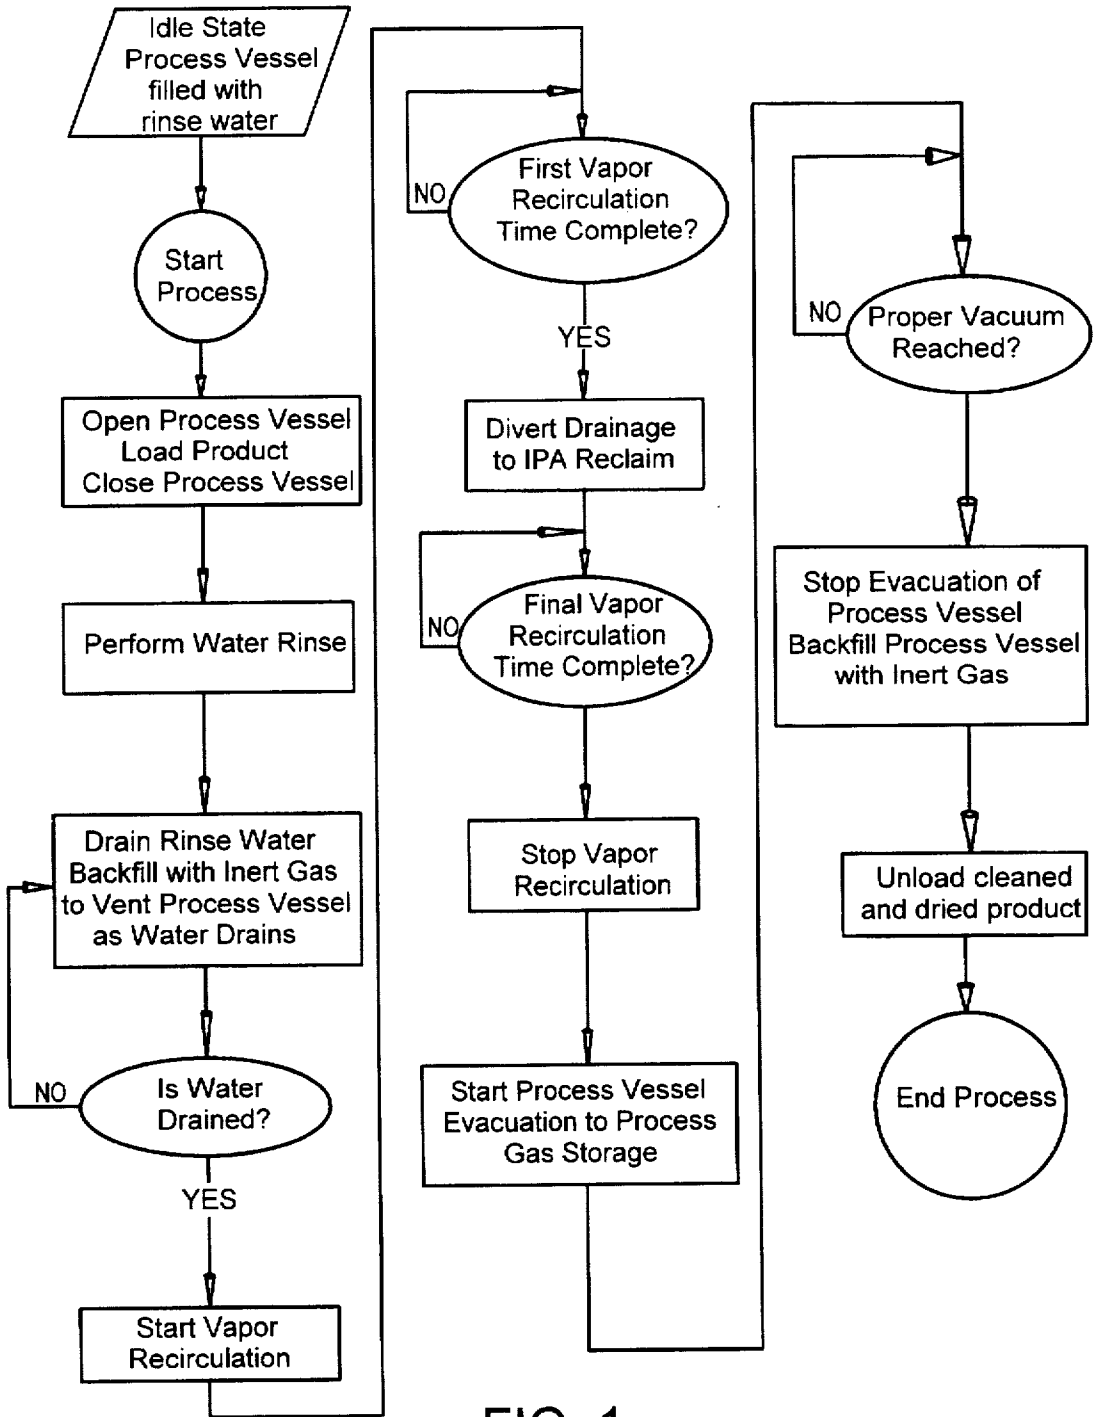 Idle State
Process Vessel
filled with
rinse water
Start
Process
Open Process Vessel
Load Product
Close Process Vessel
Perform Water Rinse
Drain Rinse Water
Backfill with Inert Gas
to Vent Process Vessel
as Water Drains
NO
Is Water
Drained?
YES
Start Vapor
Recirculation
First Vapor
Recirculation
Time Complete?
NO
YES
Divert Drainage
to IPA Reclaim
Final Vapor
Recirculation
Time Complete?
NO
Stop Vapor
Recirculation
Start Process Vessel
Evacuation to Process
Gas Storage
NO
Proper Vacuum
Reached?
Stop Evacuation of
Process Vessel
Backfill Process Vessel
with Inert Gas
Unload cleaned
and dried product
End Process
FIG. 1